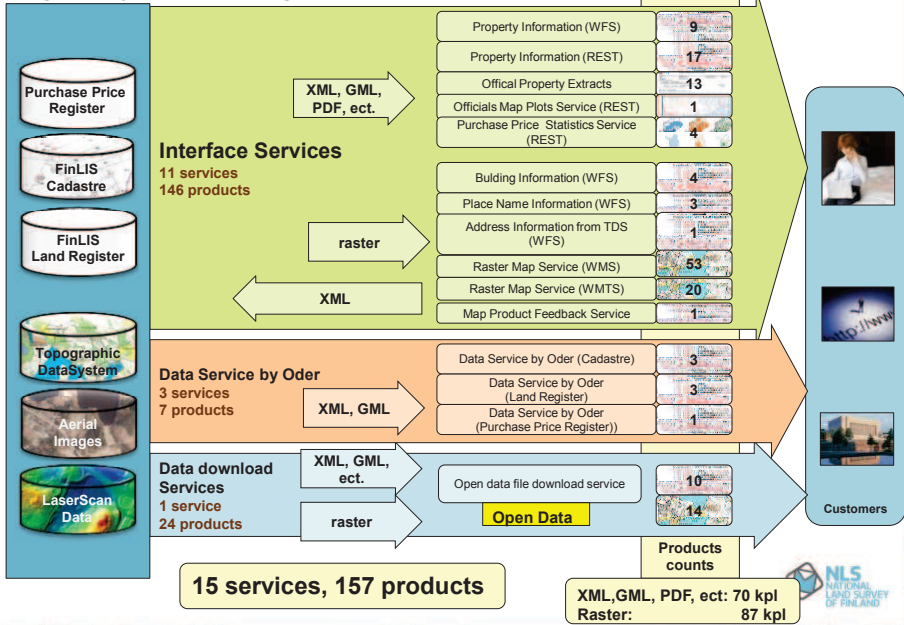 Purchase Price
Register
FinLIS
Cadastre
FinLIS
Land Register
Topographic
DataSystem
Aerial
Images
LaserScan
Data
Interface Services
11 services
146 products
XML, GML,
PDF, ect.
raster
XML
Property Information (WFS)
9
Property Information (REST)
17
Offical Property Extracts
13
Officials Map Plots Service (REST)
1
Purchase Price Statistics Service
(REST)
4
Bulding Information (WFS)
4
Place Name Information (WFS)
3
Address Information from TDS
(WFS)
1
Raster Map Service (WMS)
53
Raster Map Service (WMTS)
20
Map Product Feedback Service
1
Data Service by Oder
3 services
7 products
XML, GML
Data Service by Oder (Cadastre)
3
Data Service by Oder
(Land Register)
3
Data Service by Oder
(Purchase Price Register))
1
Data download
Services
1 service
24 products
XML, GML,
ect.
raster
Open data file download service
Open Data
10
14
http://www
Customers
Products
counts
15 services, 157 products
XML,GML, PDF, ect: 70 kpl
Raster: 87 kpl
NLS
NATIONAL
LAND SURVEY
OF FINLAND